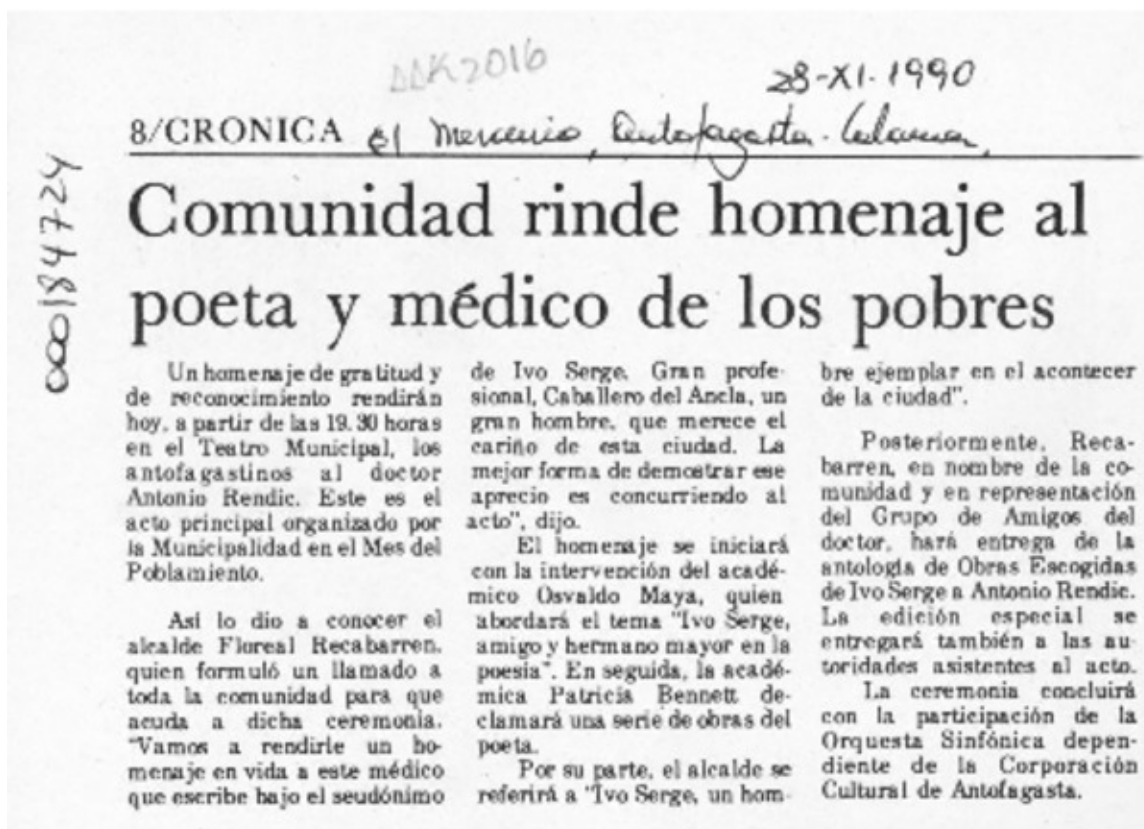 AAK2016
28-XI-1990
8/CRONICA el Mercurio, Antofagasta-Calama,
000184724
Comunidad rinde homenaje al
poeta y médico de los pobres
Un homenaje de gratitud y
de reconocimiento rendirán
hoy, a partir de las 19.30 horas
en el Teatro Municipal, los
antofagastinos al doctor
Antonio Rendic. Este es el
acto principal organizado por
la Municipalidad en el Mes del
Poblamiento.
Así lo dio a conocer el
alcalde Floreal Recabarren,
quien formuló un llamado a
toda la comunidad para que
acuda a dicha ceremonia.
"Vamos a rendirle un ho-
menaje en vida a este médico
que escribe bajo el seudónimo
de Ivo Serge. Gran profe-
sional, Caballero del Ancla, un
gran hombre, que merece el
cariño de esta ciudad. La
mejor forma de demostrar ese
aprecio es concurriendo al
acto", dijo.
El homenaje se iniciará
con la intervención del acadé-
mico Osvaldo Maya, quien
abordará el tema "Ivo Serge,
amigo y hermano mayor en la
poesía". En seguida, la acadé-
mica Patricia Bennett de-
clamará una serie de obras del
poeta.
Por su parte, el alcalde se
referirá a "Ivo Serge, un hom-
bre ejemplar en el acontecer
de la ciudad".
Posteriormente, Reca-
barren, en nombre de la co-
munidad y en representación
del Grupo de Amigos del
doctor, hará entrega de la
antología de Obras Escogidas
de Ivo Serge a Antonio Rendic.
La edición especial se
entregará también a las au-
toridades asistentes al acto.
La ceremonia concluirá
con la participación de la
Orquesta Sinfónica depen-
diente de la Corporación
Cultural de Antofagasta.